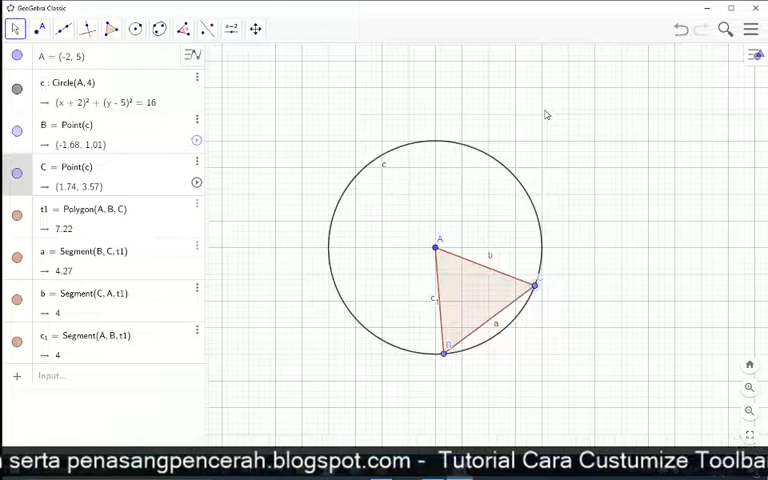 GeoGebra Classic
A
a=2
A = (-2, 5)
c : Circle(A, 4)
→ (x + 2)² + (y - 5)² = 16
B = Point(c)
→ (-1.68, 1.01)
C = Point(c)
→ (1.74, 3.57)
t1 = Polygon(A, B, C)
→ 7.22
a = Segment(B, C, t1)
→ 4.27
b = Segment(C, A, t1)
→ 4
c₁ = Segment(A, B, t1)
→ 4
+ Input...
c
A
b
C
c₁
a
B
serta penasangpencerah.blogspot.com - Tutorial Cara Custumize Toolba